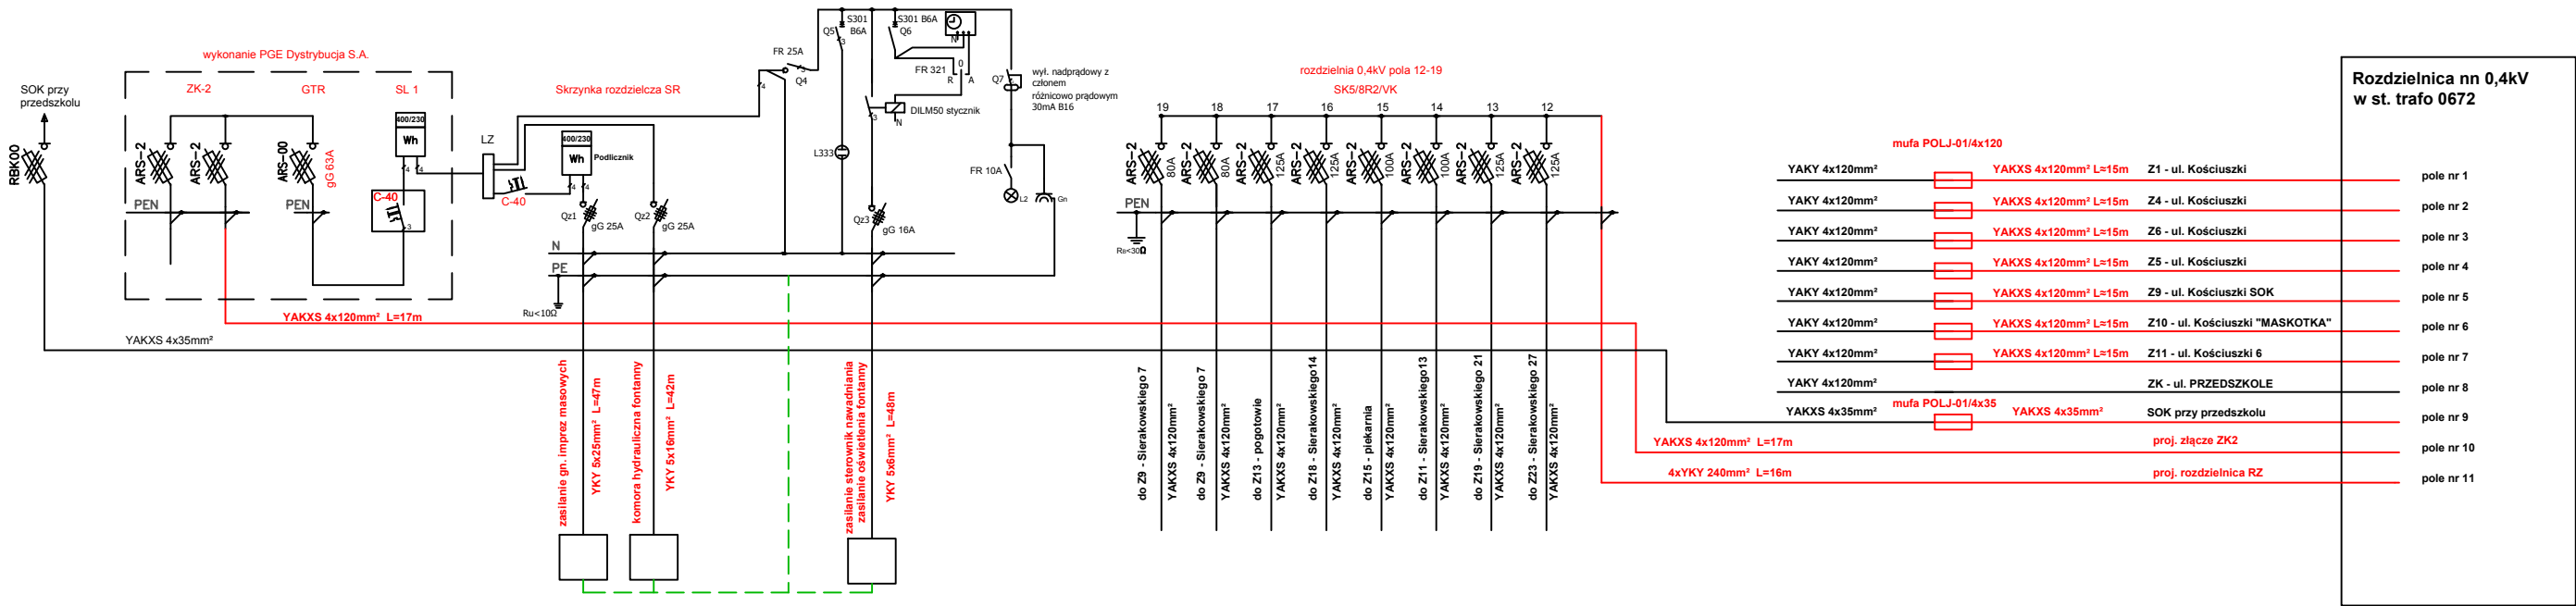 wykonanie PGE Dystrybucja S.A.
SOK przy
przedszkolu
ZK-2
GTR
SL 1
RBK00
ARS-2
ARS-2
ARS-00
gG 63A
400/230
Wh
4
4
C-40
3
PEN
PEN
YAKXS 4x120mm² L=17m
YAKXS 4x35mm²
Skrzynka rozdzielcza SR
LZ
C-40
400/230
Wh
Podlicznik
4
4
Qz1
gG 25A
Qz2
gG 25A
N
PE
Ru<10Ω
FR 25A
4
3
Q4
Q5
S301
B6A
3
L333
S301 B6A
Q6
N
FR 321
R
0
A
DILM50 stycznik
N
3
Qz3
gG 16A
Q7
wył. nadprądowy z
członem
różnicowo prądowym
30mA B16
FR 10A
L2
Gn
zasilanie gn. imprez masowych
YKY 5x25mm² L=47m
komora hydrauliczna fontanny
YKY 5x16mm² L=42m
zasilanie sterownik nawadniania
zasilanie oświetlenia fontanny
YKY 5x6mm² L=48m
rozdzielnia 0,4kV pola 12-19
SK5/8R2/VK
19
18
17
16
15
14
13
12
ARS-2
80A
ARS-2
80A
ARS-2
125A
ARS-2
125A
ARS-2
100A
ARS-2
100A
ARS-2
125A
ARS-2
125A
PEN
RB<30Ω
do Z9 - Sierakowskiego 7
YAKXS 4x120mm²
do Z9 - Sierakowskiego 7
YAKXS 4x120mm²
do Z13 - pogotowie
YAKXS 4x120mm²
do Z18 - Sierakowskiego14
YAKXS 4x120mm²
do Z15 - piekarnia
YAKXS 4x120mm²
do Z11 - Sierakowskiego13
YAKXS 4x120mm²
do Z19 - Sierakowskiego 21
YAKXS 4x120mm²
do Z23 - Sierakowskiego 27
YAKXS 4x120mm²
Rozdzielnica nn 0,4kV
w st. trafo 0672
mufa POLJ-01/4x120
YAKY 4x120mm² YAKXS 4x120mm² L≈15m Z1 - ul. Kościuszki pole nr 1
YAKY 4x120mm² YAKXS 4x120mm² L≈15m Z4 - ul. Kościuszki pole nr 2
YAKY 4x120mm² YAKXS 4x120mm² L≈15m Z6 - ul. Kościuszki pole nr 3
YAKY 4x120mm² YAKXS 4x120mm² L≈15m Z5 - ul. Kościuszki pole nr 4
YAKY 4x120mm² YAKXS 4x120mm² L≈15m Z9 - ul. Kościuszki SOK pole nr 5
YAKY 4x120mm² YAKXS 4x120mm² L≈15m Z10 - ul. Kościuszki "MASKOTKA" pole nr 6
YAKY 4x120mm² YAKXS 4x120mm² L≈15m Z11 - ul. Kościuszki 6 pole nr 7
YAKY 4x120mm² ZK - ul. PRZEDSZKOLE pole nr 8
mufa POLJ-01/4x35
YAKXS 4x35mm² YAKXS 4x35mm² SOK przy przedszkolu pole nr 9
YAKXS 4x120mm² L=17m proj. złącze ZK2 pole nr 10
4xYKY 240mm² L=16m proj. rozdzielnica RZ pole nr 11